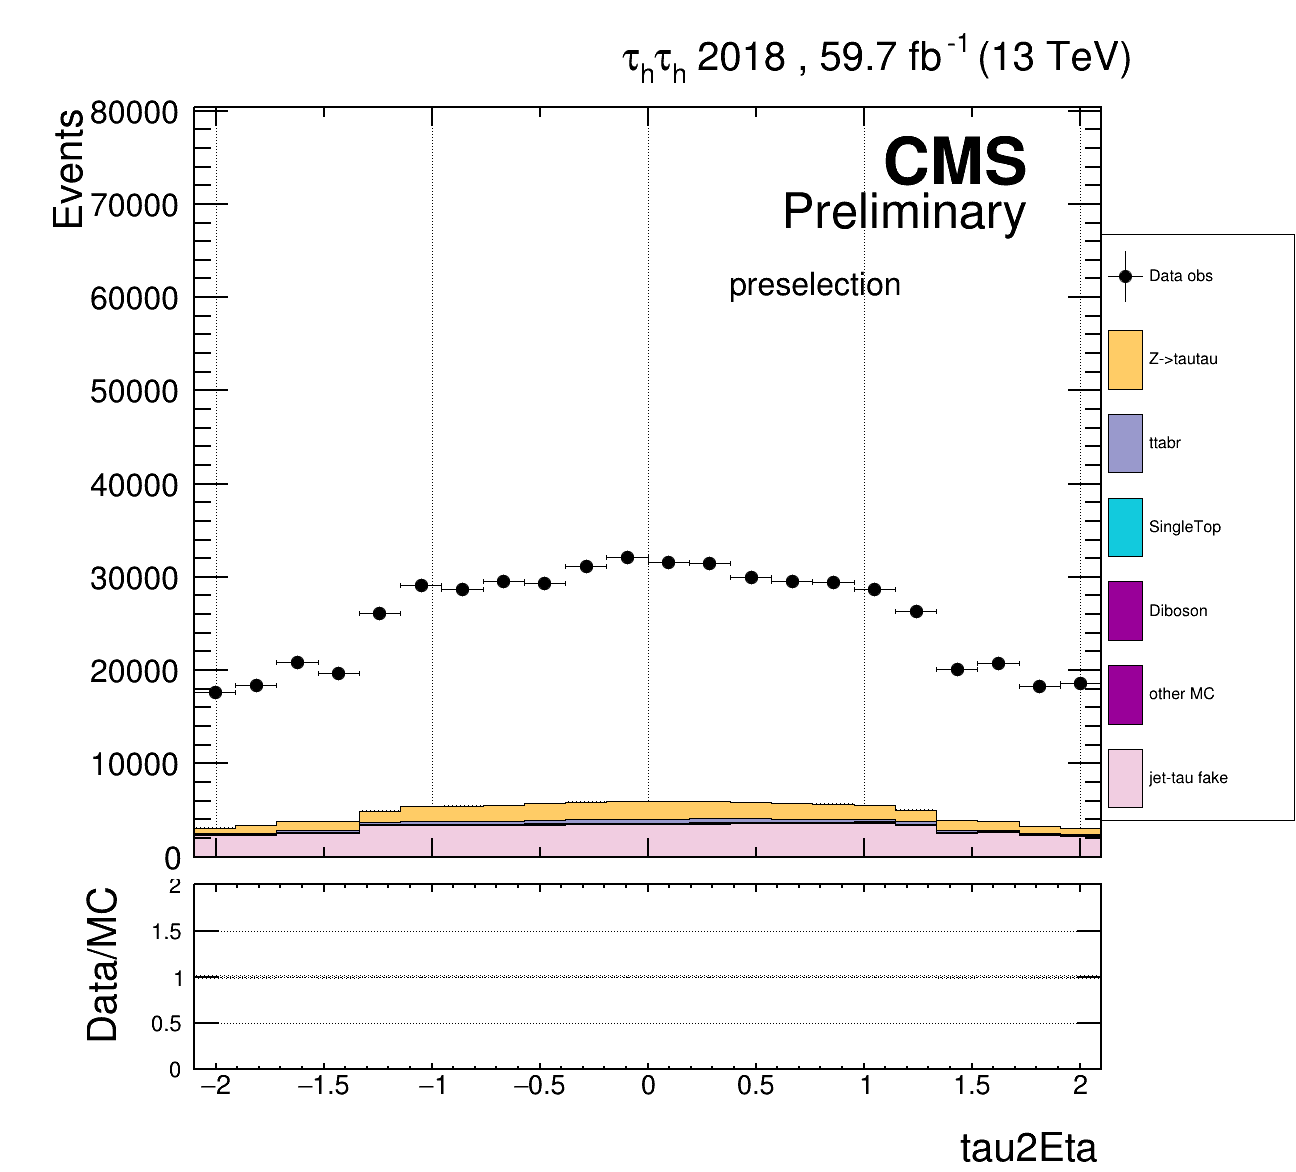 τhτh 2018 , 59.7 fb-1 (13 TeV)
Events
80000
70000
60000
50000
40000
30000
20000
10000
0
CMS
Preliminary
preselection
Data obs
Z->tautau
ttabr
SingleTop
Diboson
other MC
jet-tau fake
Data/MC
2
1.5
1
0.5
0
−2 −1.5 −1 −0.5 0 0.5 1 1.5 2
tau2Eta